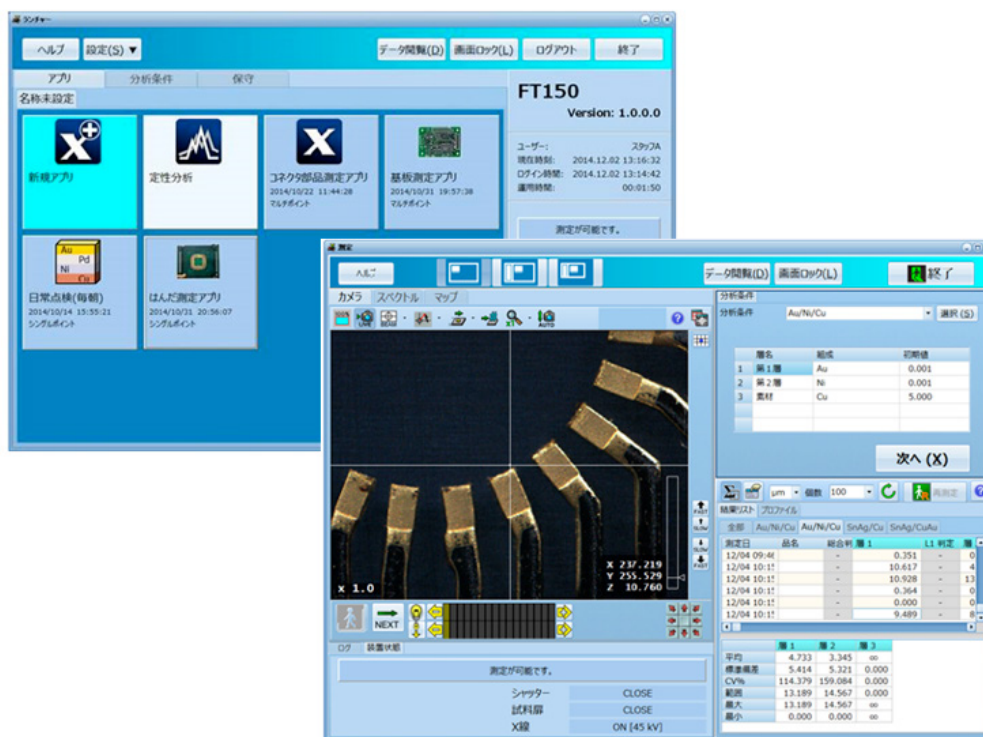 ランチャー
ヘルプ 設定(S) ▼ データ閲覧(D) 画面ロック(L) ログアウト 終了
アプリ 分析条件 保守
名称未設定
FT150
Version: 1.0.0.0
新規アプリ
定性分析
コネクタ部品測定アプリ
2014/10/22 11:44:28
マルチポイント
基板測定アプリ
2014/10/31 19:57:38
マルチポイント
ユーザー: スタッフA
現在時刻: 2014.12.02 13:16:32
ログイン時間: 2014.12.02 13:14:42
運用時間: 00:01:50
測定が可能です。
Au
Pd
Ni
Cu
日常点検(毎朝)
2014/10/14 15:55:21
シングルポイント
はんだ測定アプリ
2014/10/31 20:56:07
シングルポイント
測定
ヘルプ データ閲覧(D) 画面ロック(L) 終了
カメラ スペクトル マップ
100% LIVE BEAM X1 AUTO
x 1.0
X 237.219
Y 255.529
Z 10.760
FAST
SLOW
SLOW
FAST
NEXT
ログ 装置状態
測定が可能です。
シャッター CLOSE
試料扉 CLOSE
X線 ON [45 kV]
分析条件
分析条件 Au/Ni/Cu 選択 (S)
層名 組成 初期値
1 第1層 Au 0.001
2 第2層 Ni 0.001
3 素材 Cu 5.000
次へ (X)
μm 個数 100 再測定
結果リスト プロファイル
全部 Au/Ni/Cu Au/Ni/Cu SnAg/Cu SnAg/CuAu
測定日 品名 総合判 層 1 L1 判定 層
12/04 09:46 - 0.351 - 0
12/04 10:15 - 10.617 - 4
12/04 10:15 - 10.928 - 13
12/04 10:15 - 0.364 - 0
12/04 10:15 - 0.000 - 0
12/04 10:15 - 9.489 - 8
層 1 層 2 層 3
平均 4.733 3.345 ∞
標準偏差 5.414 5.321 0.000
CV% 114.379 159.084 0.000
範囲 13.189 14.567 0.000
最大 13.189 14.567 ∞
最小 0.000 0.000 ∞